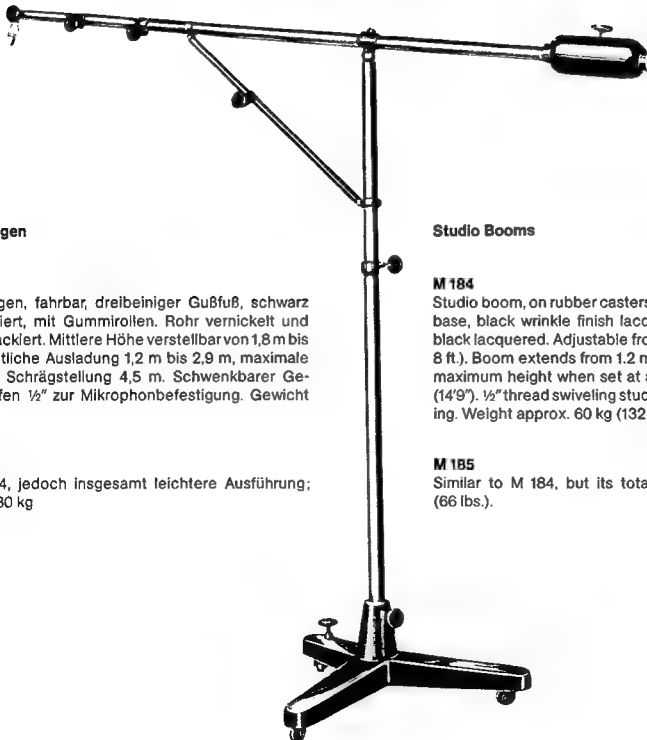 gen
gen, fahrbar, dreibeiniger Gußfuß, schwarz
iert, mit Gummirollen. Rohr vernickelt und
ackiert. Mittlere Höhe verstellbar von 1,8 m bis
tliche Ausladung 1,2 m bis 2,9 m, maximale
Schrägstellung 4,5 m. Schwenkbarer Ge-
fen ½" zur Mikrophonbefestigung. Gewicht
4, jedoch insgesamt leichtere Ausführung;
30 kg
Studio Booms
M 184
Studio boom, on rubber casters
base, black wrinkle finish lacq
black lacquered. Adjustable fro
8 ft.). Boom extends from 1.2 m
maximum height when set at a
(14'9"). ½" thread swiveling stud
ing. Weight approx. 60 kg (132
M 185
Similar to M 184, but its tota
(66 lbs.).